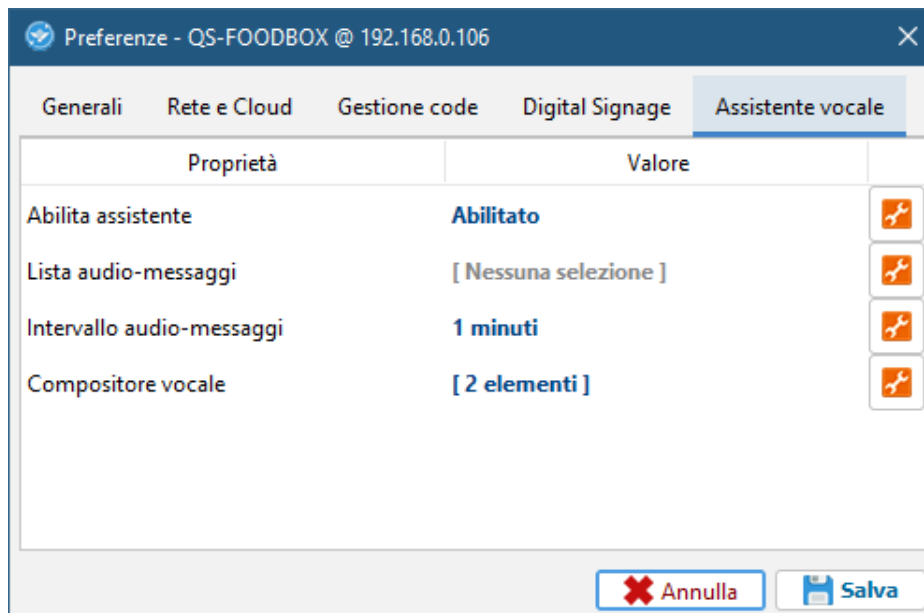 Preferenze - QS-FOODBOX @ 192.168.0.106
Generali Rete e Cloud Gestione code Digital Signage Assistente vocale
Proprietà Valore
Abilita assistente Abilitato
Lista audio-messaggi [ Nessuna selezione ]
Intervallo audio-messaggi 1 minuti
Compositore vocale [ 2 elementi ]
Annulla Salva